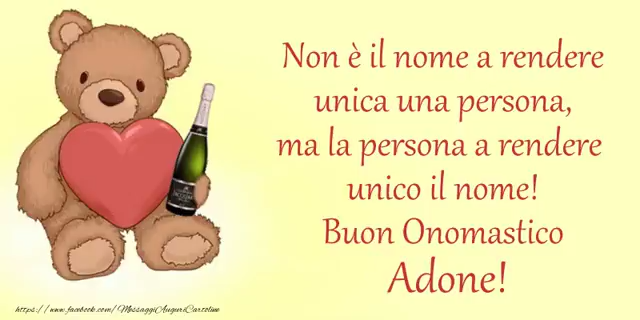 Non è il nome a rendere
unica una persona,
ma la persona a rendere
unico il nome!
Buon Onomastico
Adone!
https://www.facebook.com/MessaggiAuguriCartoline